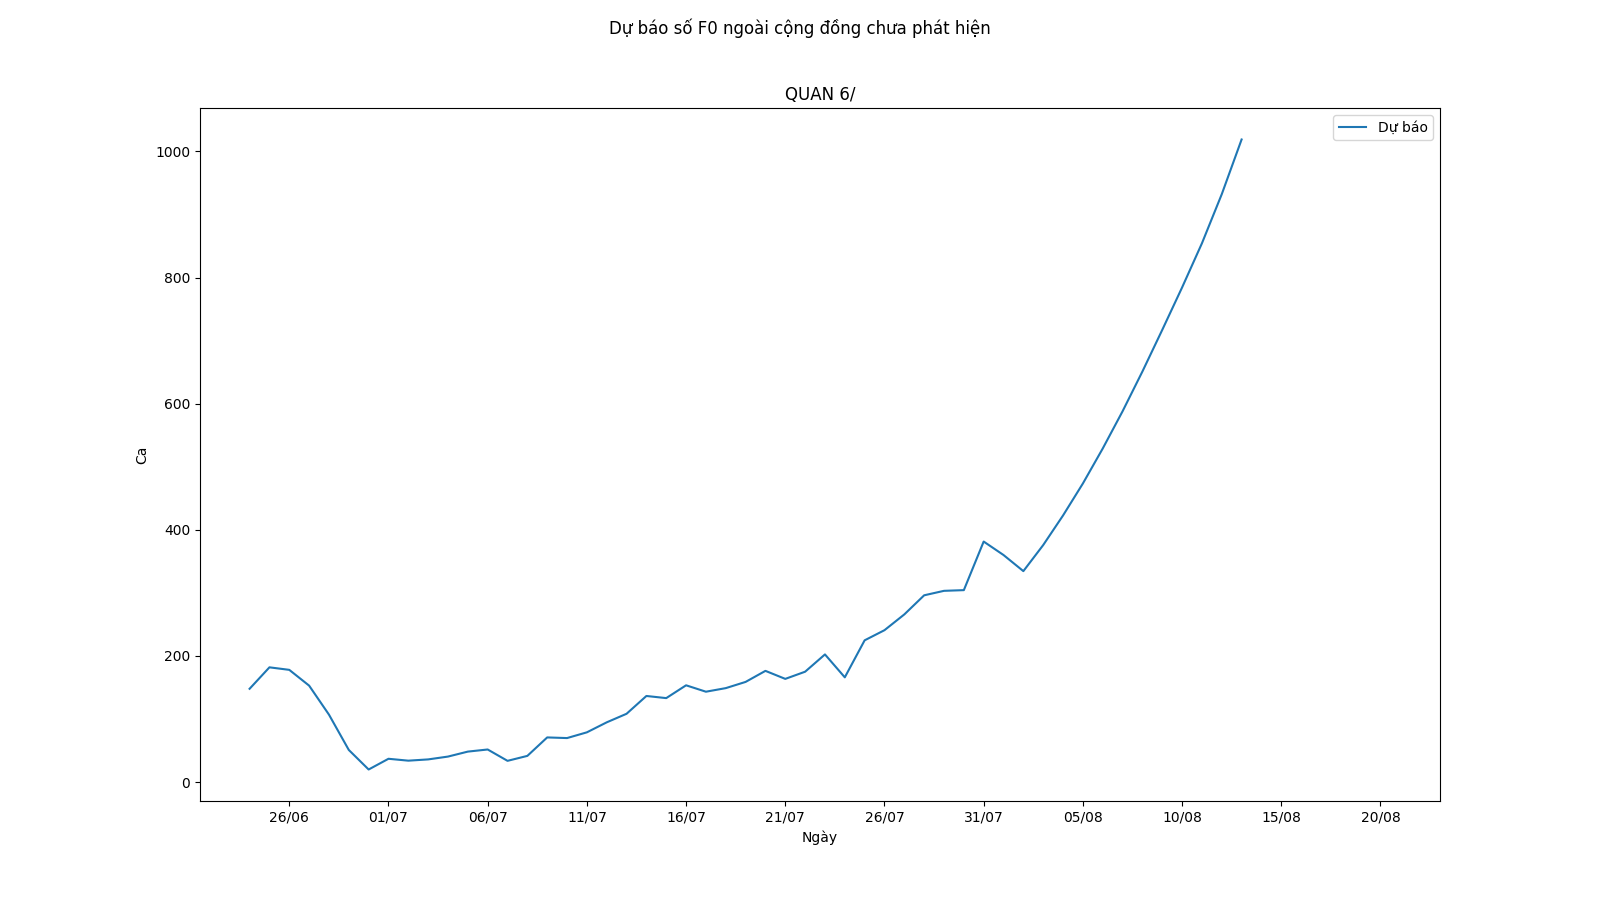 Dự báo số F0 ngoài cộng đồng chưa phát hiện
QUAN 6/
Dự báo
1000
800
600
400
200
0
Ca
26/06 01/07 06/07 11/07 16/07 21/07 26/07 31/07 05/08 10/08 15/08 20/08
Ngày